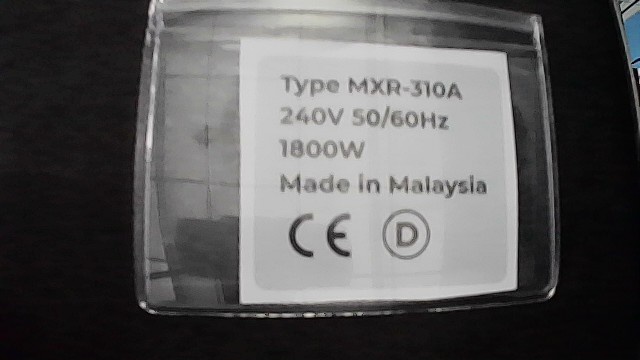 Type MXR-310A
240V 50/60Hz
1800W
Made in Malaysia
CE D